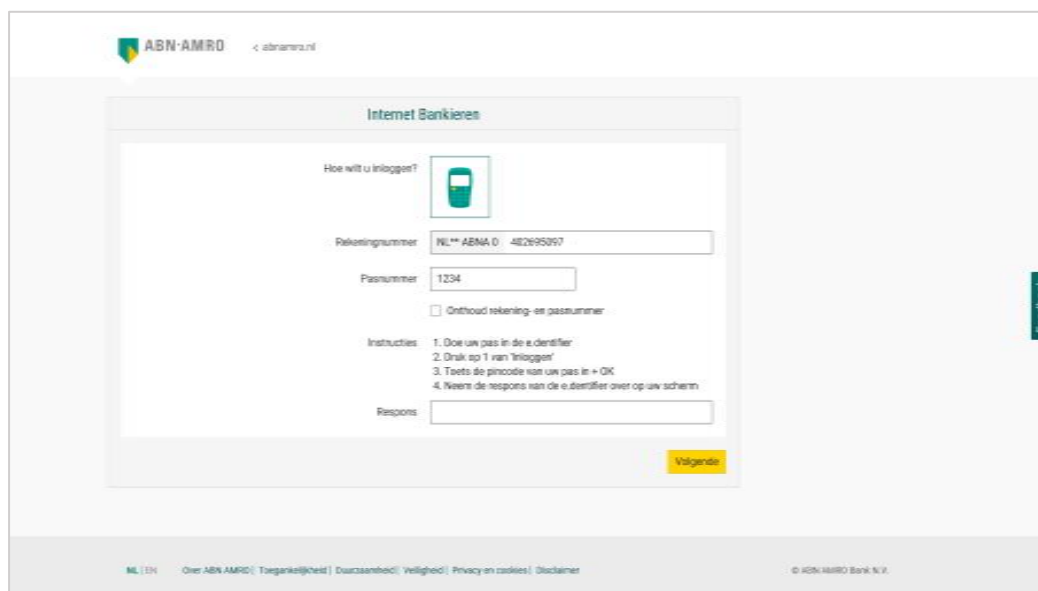 ABN·AMRO < abnamro.nl
Internet Bankieren
Hoe wilt u inloggen?
Rekeningnummer NL** ABNA 0 482695097
Pasnummer 1234
Onthoud rekening- en pasnummer
Instructies 1. Doe uw pas in de e.dentifier
2. Druk op 1 van 'Inloggen'
3. Toets de pincode van uw pas in + OK
4. Neem de respons van de e.dentifier over op uw scherm
Respons
Volgende
NL | EN Over ABN AMRO | Toegankelijkheid | Duurzaamheid | Veiligheid | Privacy en cookies | Disclaimer © ABN AMRO Bank N.V.